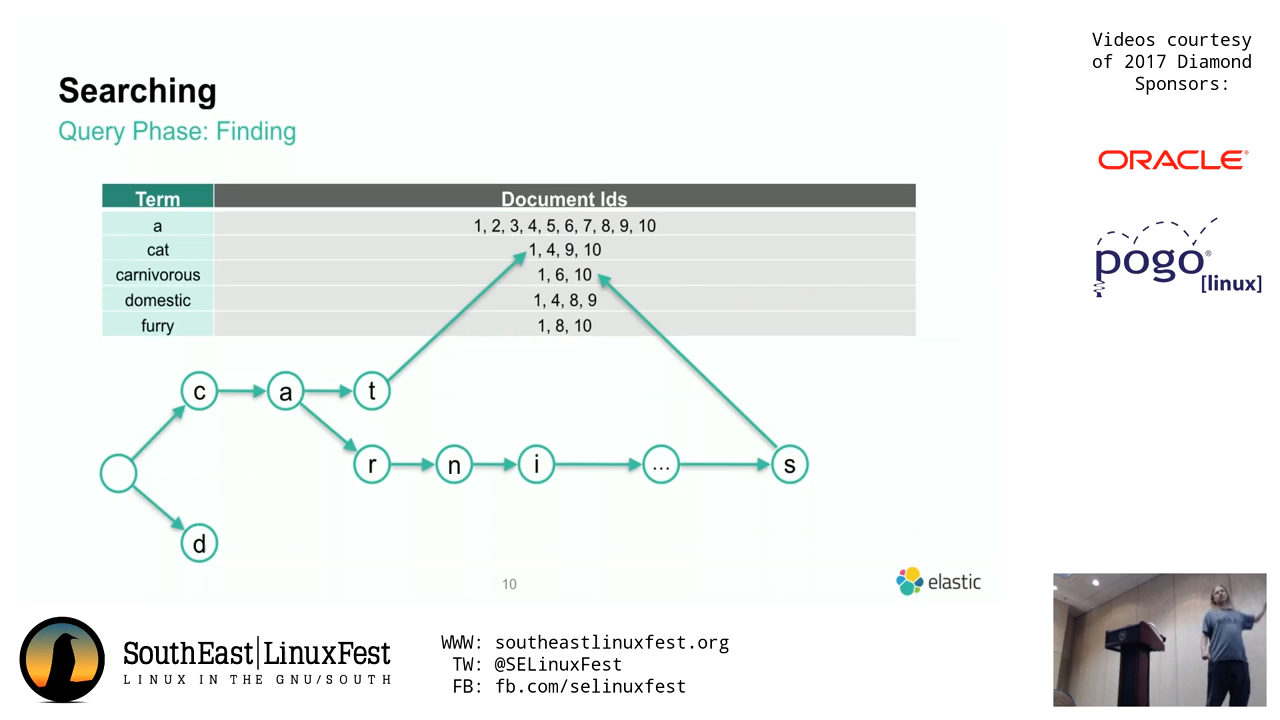 Searching
Query Phase: Finding
Term Document Ids
a 1, 2, 3, 4, 5, 6, 7, 8, 9, 10
cat 1, 4, 9, 10
carnivorous 1, 6, 10
domestic 1, 4, 8, 9
furry 1, 8, 10
c a t
r n i ... s
d
10
elastic
Videos courtesy
of 2017 Diamond
Sponsors:
ORACLE®
pogo®
[linux]
SouthEast|LinuxFest
LINUX IN THE GNU/SOUTH
WWW: southeastlinuxfest.org
TW: @SELinuxFest
FB: fb.com/selinuxfest